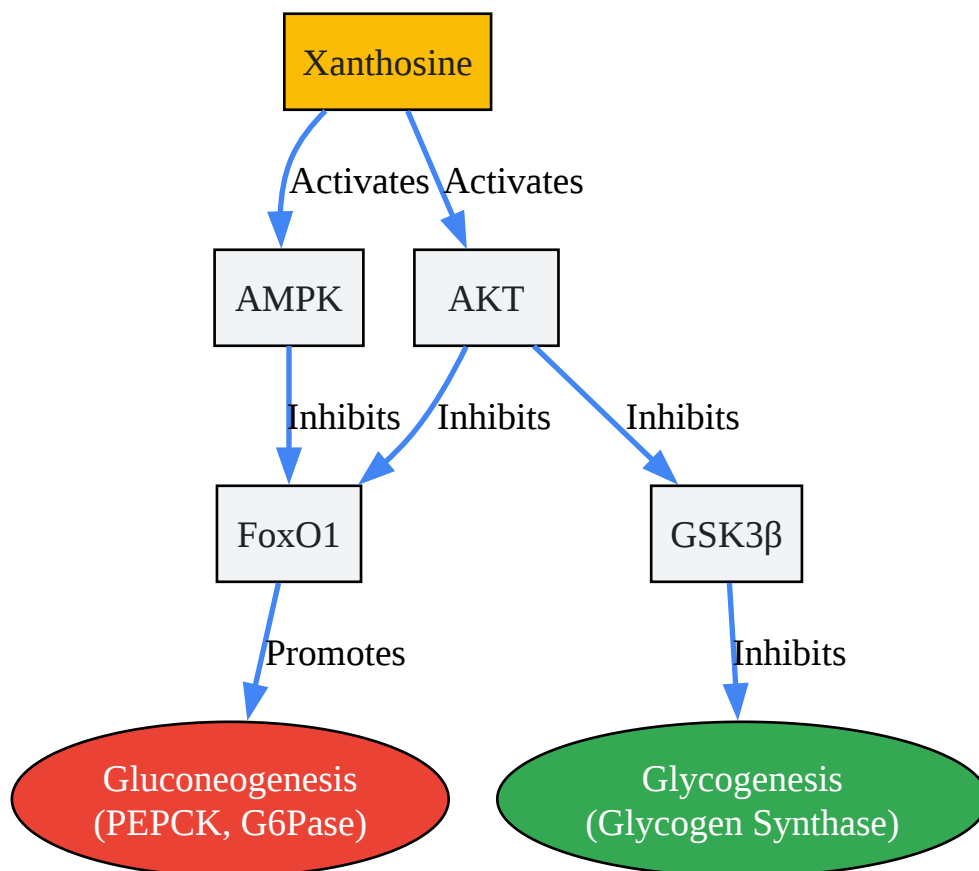 Xanthosine
Activates
Activates
AMPK
AKT
Inhibits
Inhibits
Inhibits
FoxO1
GSK3β
Promotes
Inhibits
Gluconeogenesis
(PEPCK, G6Pase)
Glycogenesis
(Glycogen Synthase)